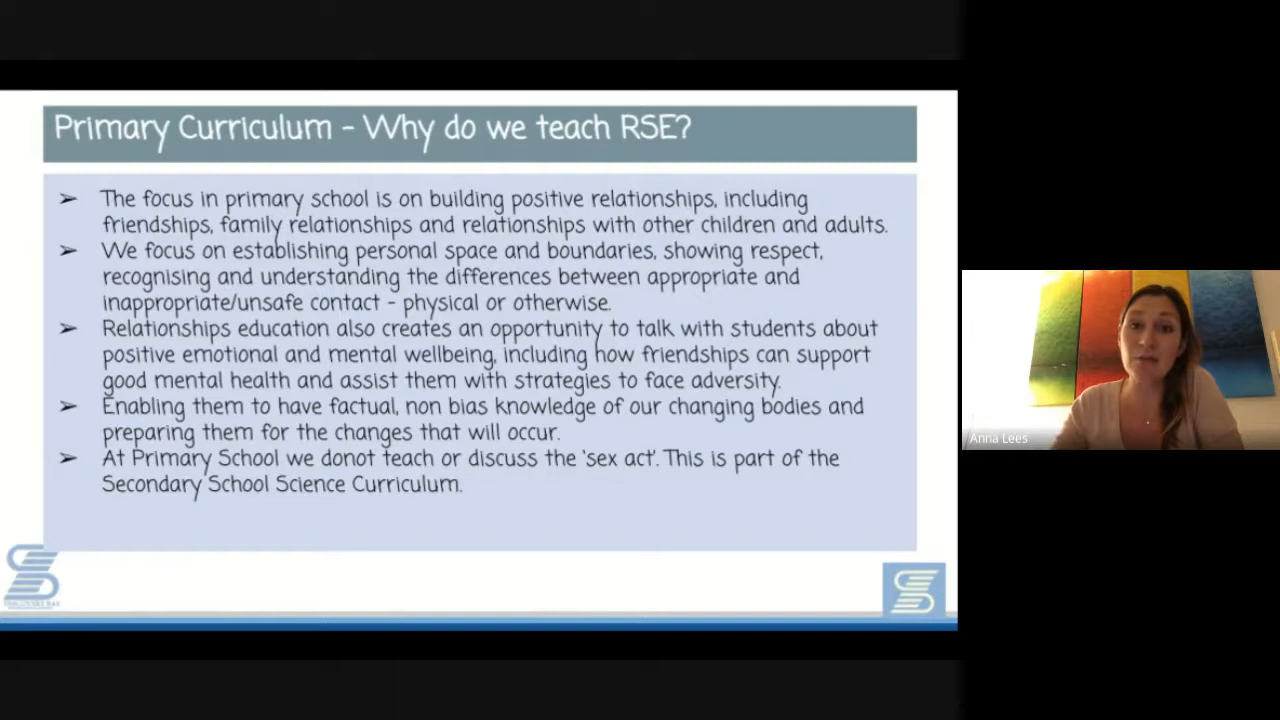 Primary Curriculum - Why do we teach RSE?
➢ The focus in primary school is on building positive relationships, including
friendships, family relationships and relationships with other children and adults.
➢ We focus on establishing personal space and boundaries, showing respect,
recognising and understanding the differences between appropriate and
inappropriate/unsafe contact - physical or otherwise.
➢ Relationships education also creates an opportunity to talk with students about
positive emotional and mental wellbeing, including how friendships can support
good mental health and assist them with strategies to face adversity.
➢ Enabling them to have factual, non bias knowledge of our changing bodies and
preparing them for the changes that will occur.
➢ At Primary School we donot teach or discuss the 'sex act'. This is part of the
Secondary School Science Curriculum.
Anna Lees